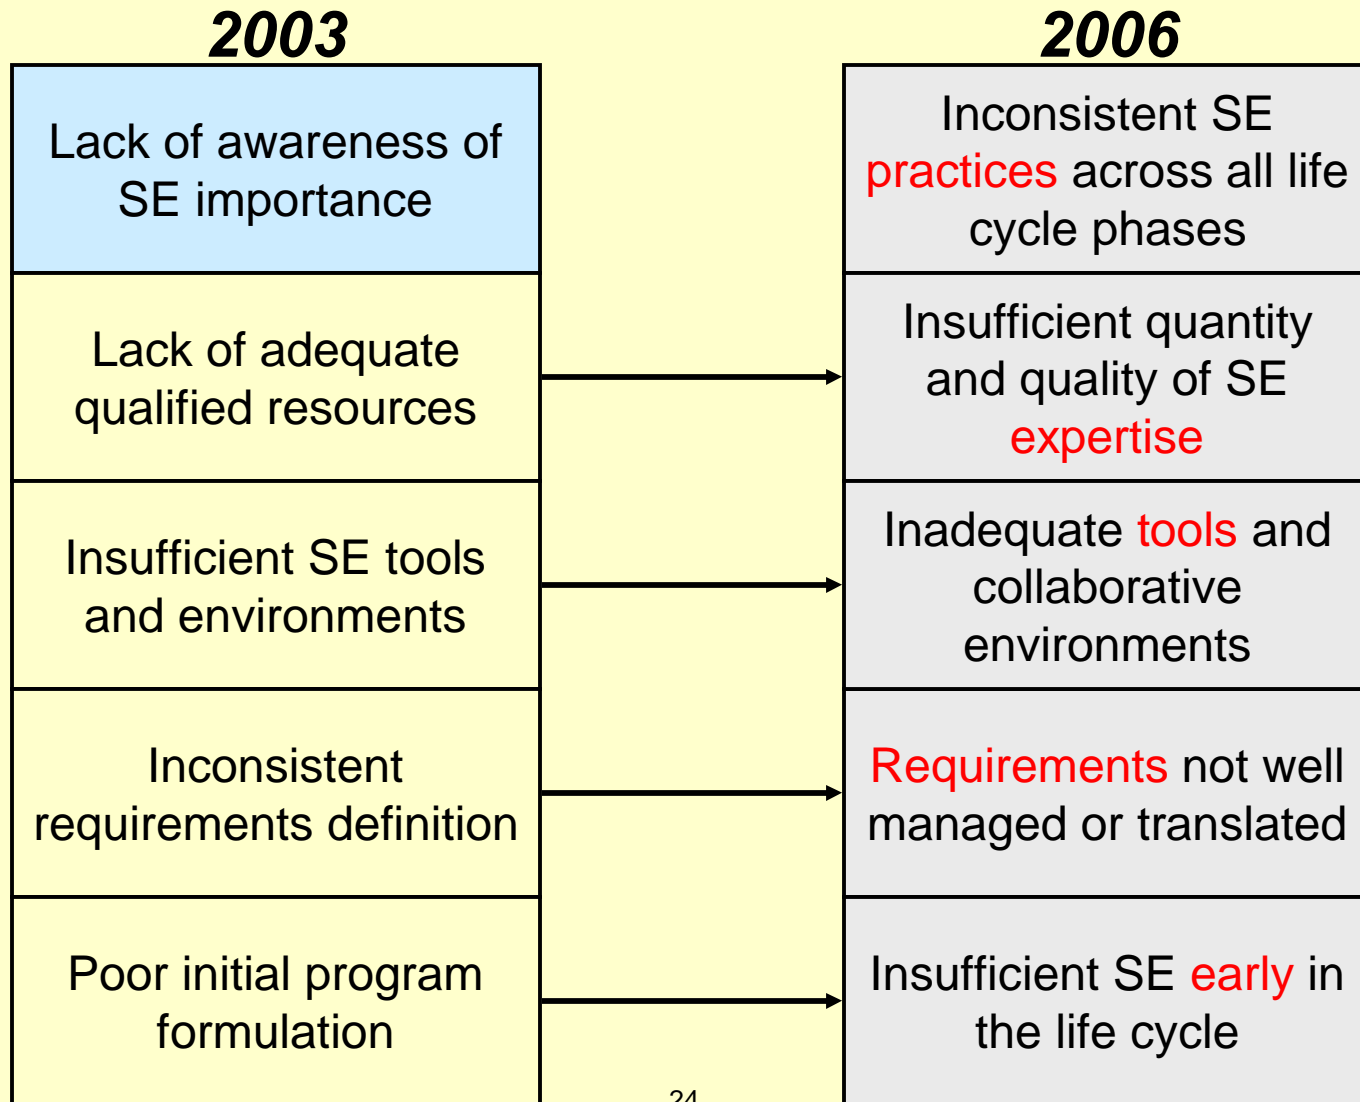 2003
Lack of awareness of
SE importance
Lack of adequate
qualified resources
Insufficient SE tools
and environments
Inconsistent
requirements definition
Poor initial program
formulation
2006
Inconsistent SE
practices across all life
cycle phases
Insufficient quantity
and quality of SE
expertise
Inadequate tools and
collaborative
environments
Requirements not well
managed or translated
Insufficient SE early in
the life cycle
24